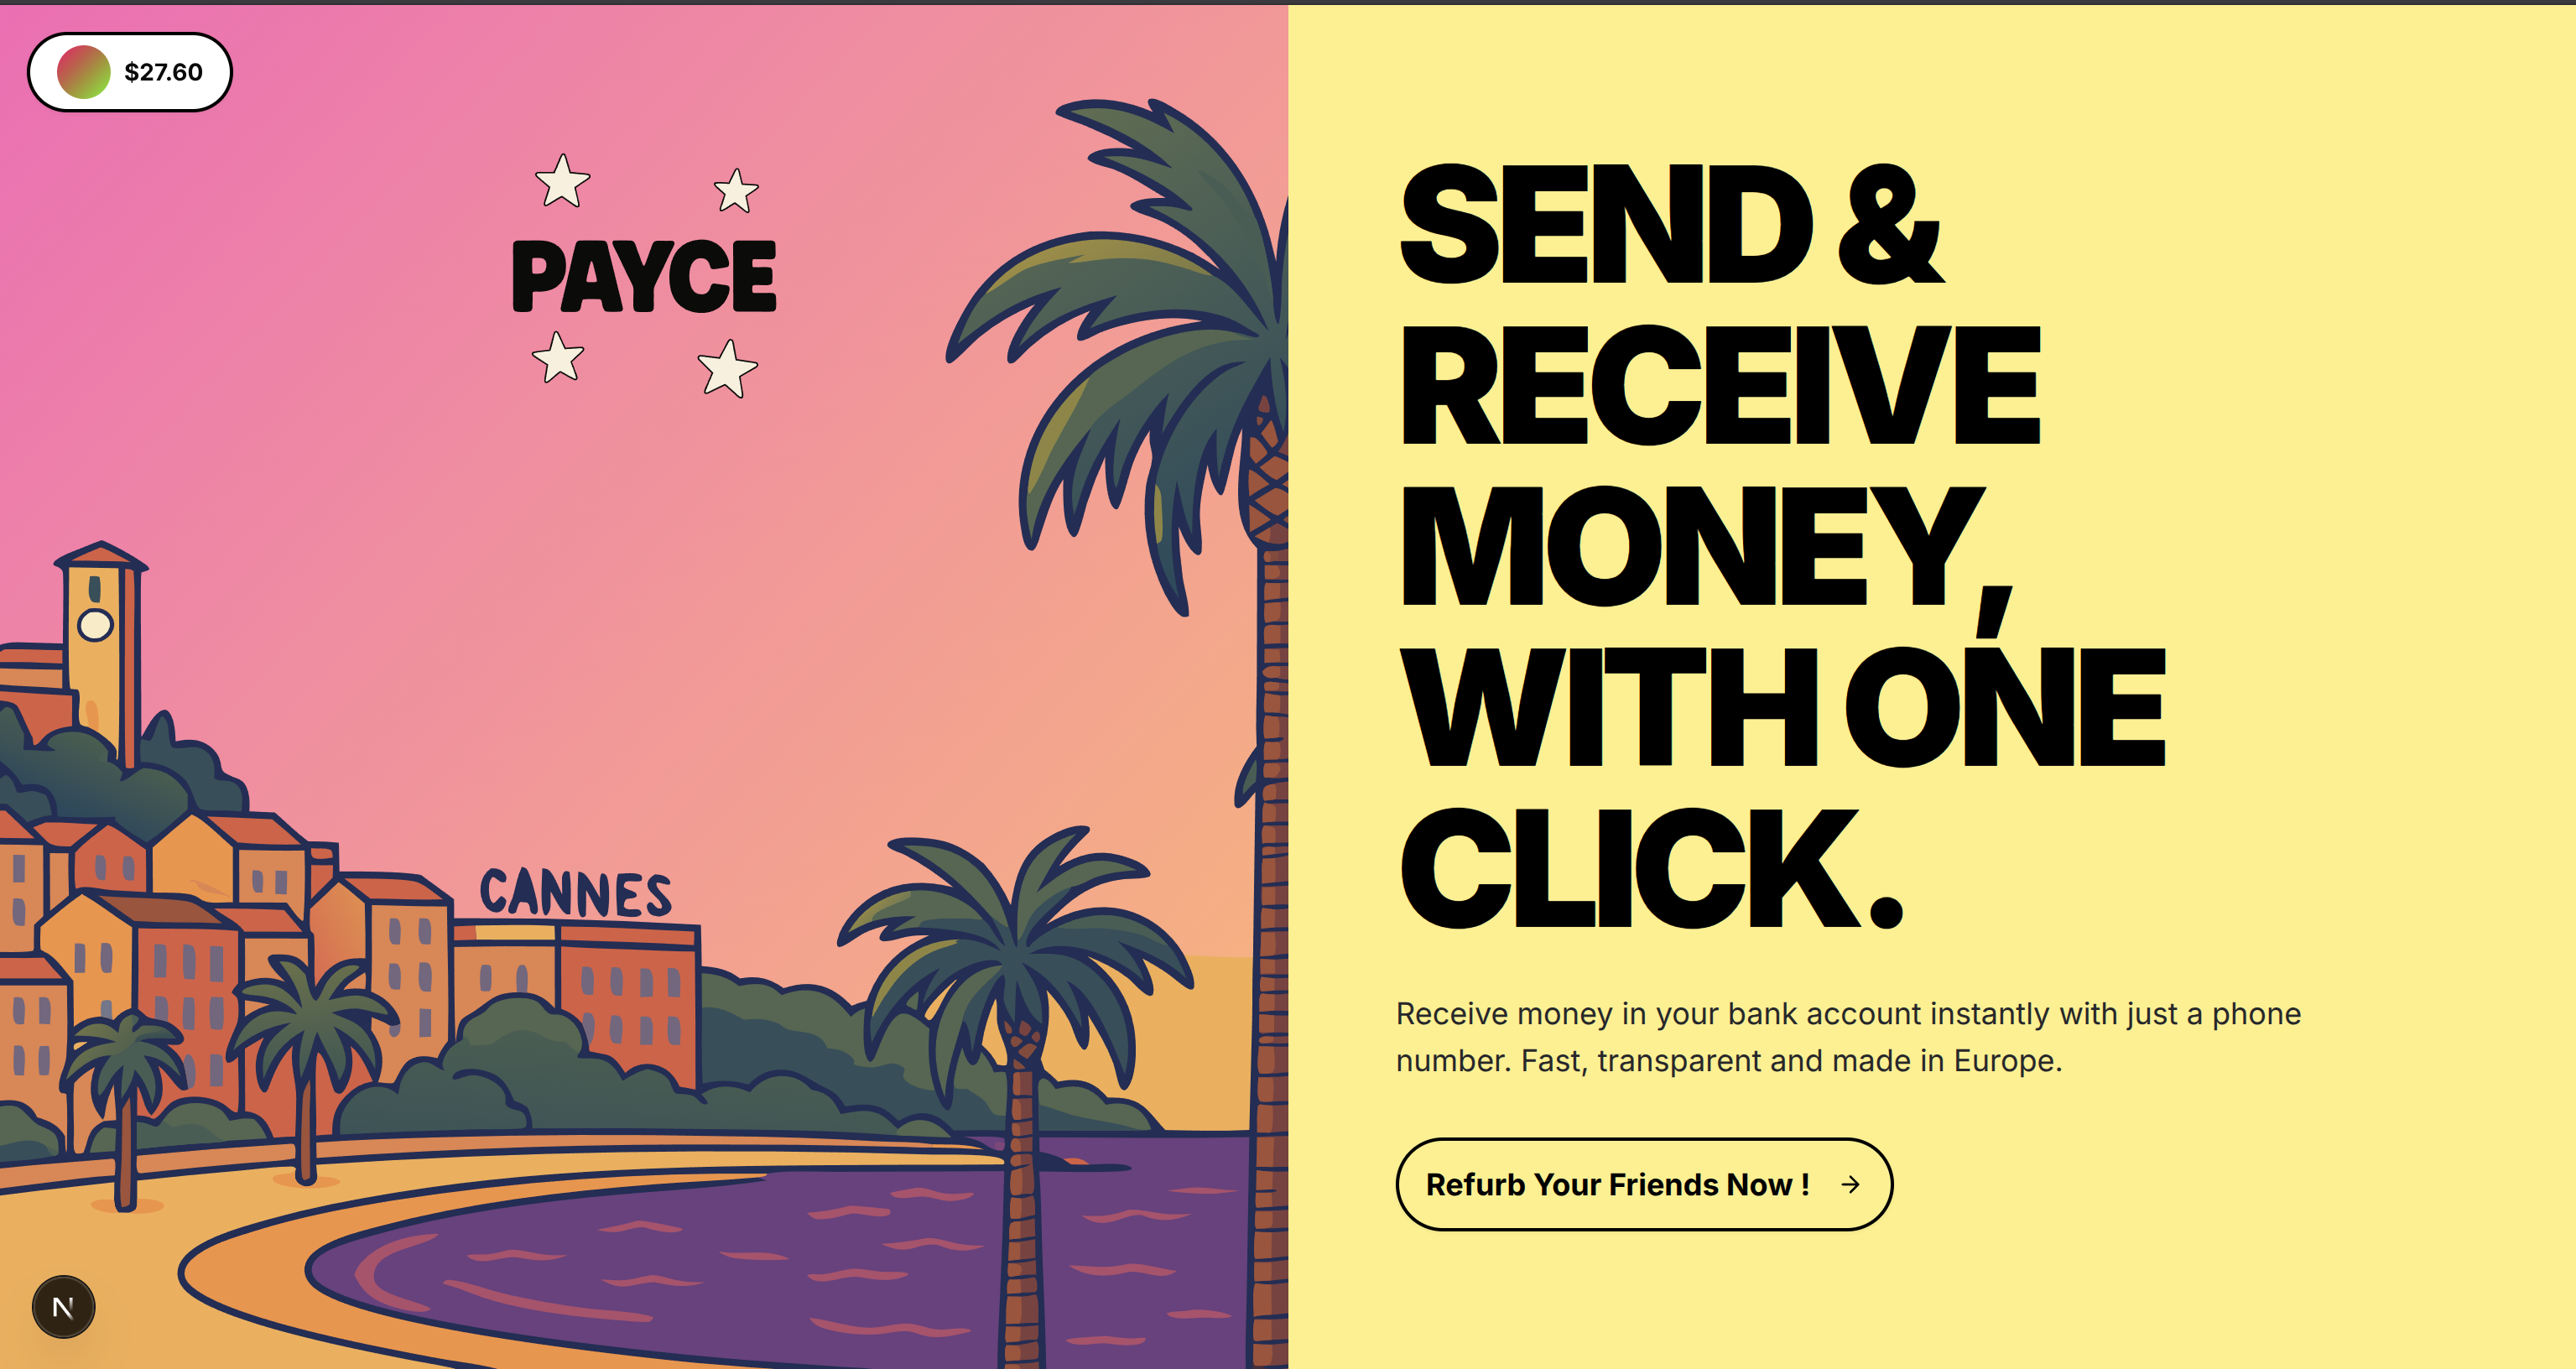 $27.60
PAYCE
CANNES
N
SEND &
RECEIVE
MONEY,
WITH ONE
CLICK.
Receive money in your bank account instantly with just a phone
number. Fast, transparent and made in Europe.
Refurb Your Friends Now ! →